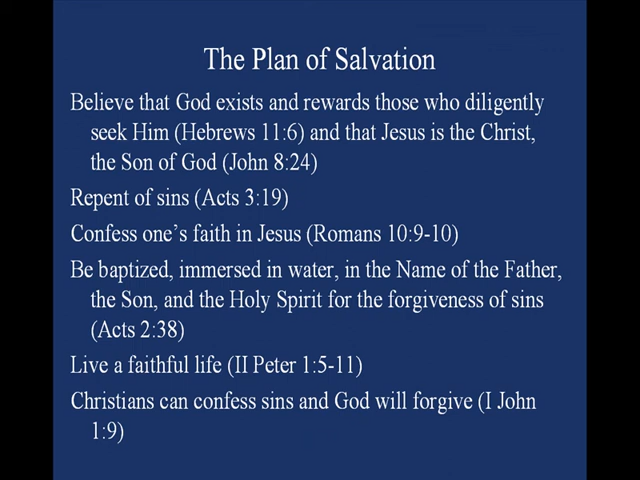 The Plan of Salvation
Believe that God exists and rewards those who diligently
seek Him (Hebrews 11:6) and that Jesus is the Christ,
the Son of God (John 8:24)
Repent of sins (Acts 3:19)
Confess one’s faith in Jesus (Romans 10:9-10)
Be baptized, immersed in water, in the Name of the Father,
the Son, and the Holy Spirit for the forgiveness of sins
(Acts 2:38)
Live a faithful life (II Peter 1:5-11)
Christians can confess sins and God will forgive (I John
1:9)